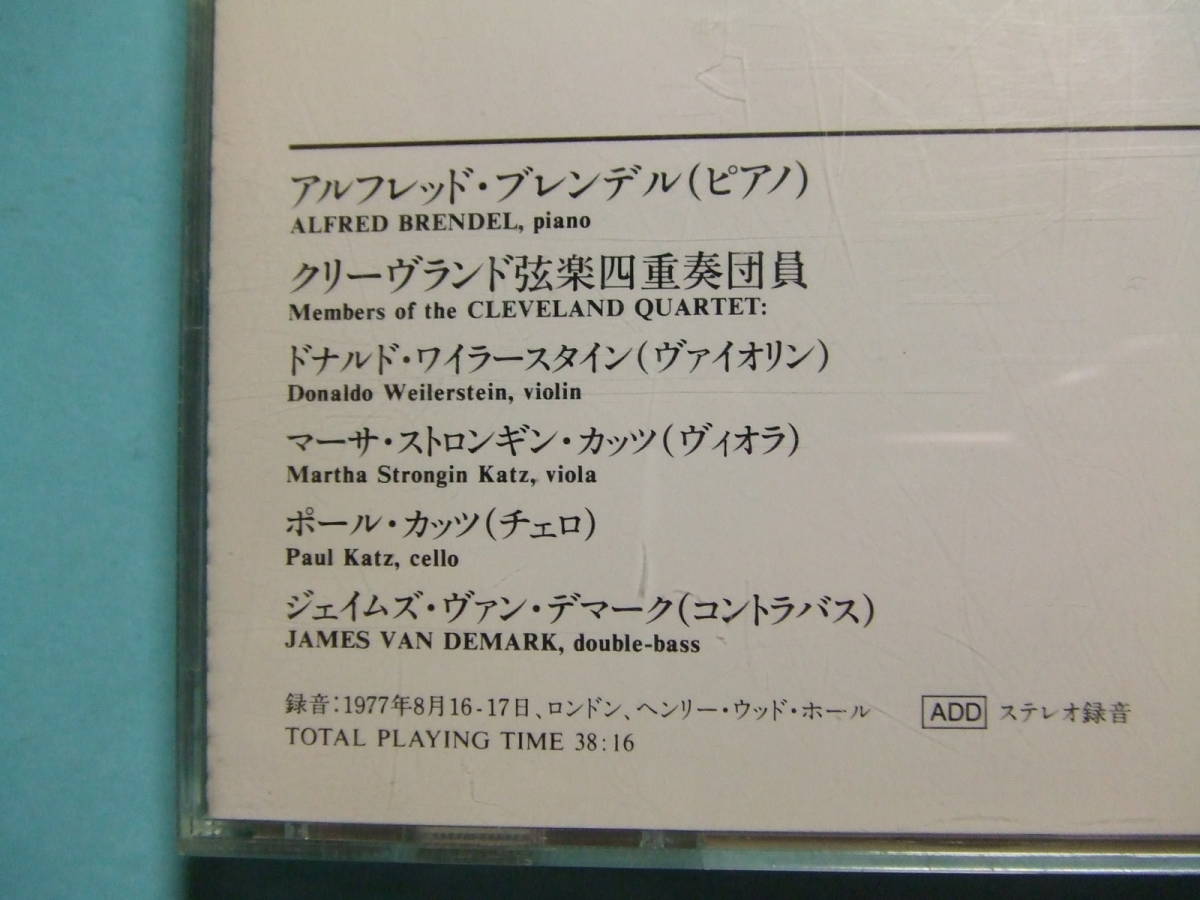 アルフレッド・ブレンデル(ピアノ)
ALFRED BRENDEL, piano
クリーヴランド弦楽四重奏団員
Members of the CLEVELAND QUARTET:
ドナルド・ワイラースタイン(ヴァイオリン)
Donaldo Weilerstein, violin
マーサ・ストロンギン・カッツ(ヴィオラ)
Martha Strongin Katz, viola
ポール・カッツ(チェロ)
Paul Katz, cello
ジェイムズ・ヴァン・デマーク(コントラバス)
JAMES VAN DEMARK, double-bass
録音:1977年8月16-17日、ロンドン、ヘンリー・ウッド・ホール ADD ステレオ録音
TOTAL PLAYING TIME 38:16